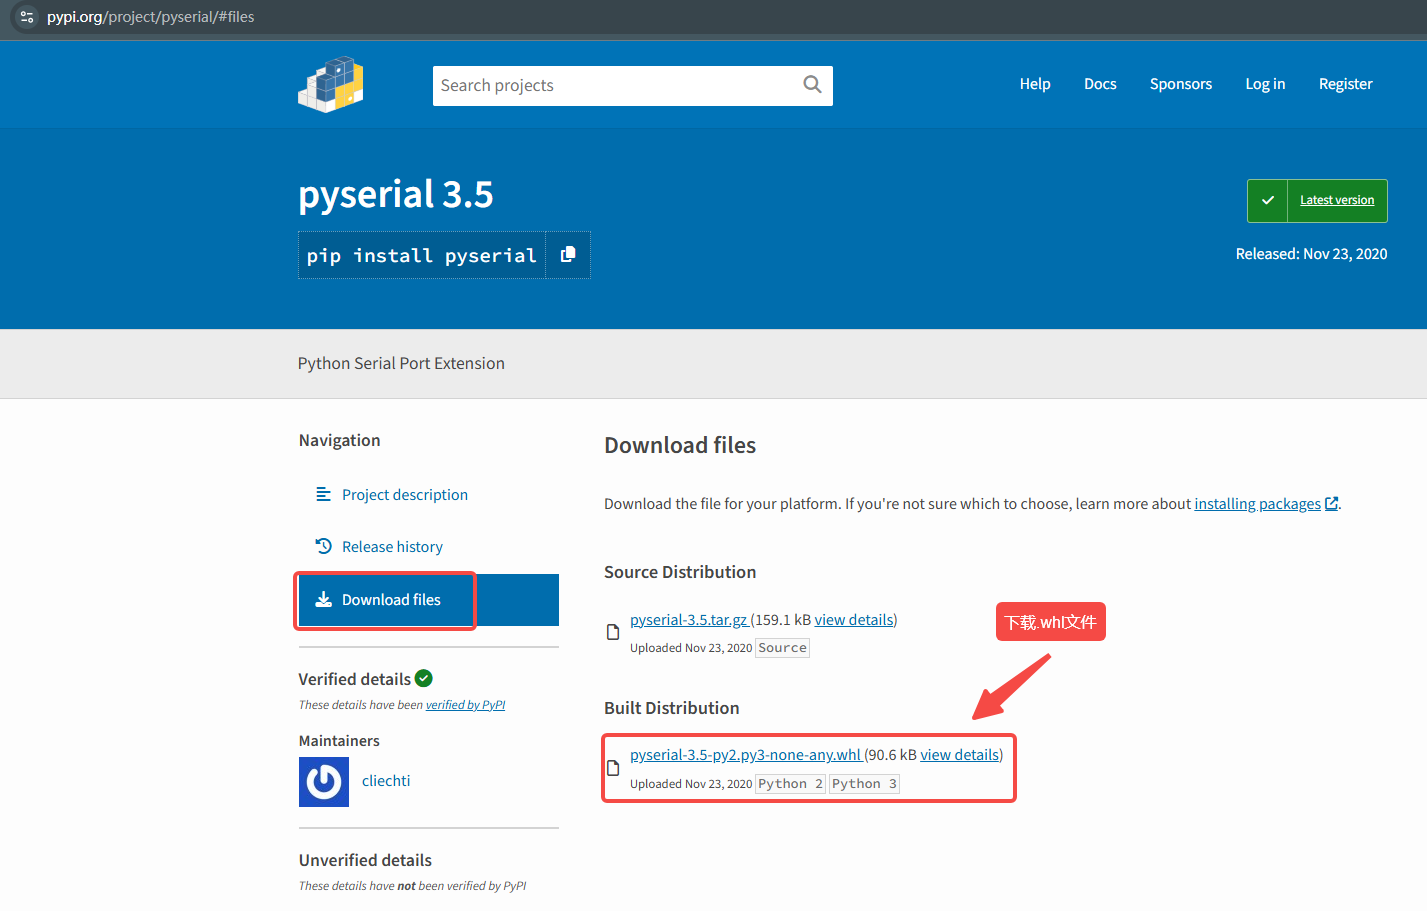 pypi.org/project/pyserial/#files
Search projects
Help
Docs
Sponsors
Log in
Register
pyserial 3.5
pip install pyserial
Latest version
Released: Nov 23, 2020
Python Serial Port Extension
Navigation
Project description
Release history
Download files
Verified details
These details have been verified by PyPI
Maintainers
cliechti
Unverified details
These details have not been verified by PyPI
Download files
Download the file for your platform. If you're not sure which to choose, learn more about installing packages.
Source Distribution
pyserial-3.5.tar.gz (159.1 kB view details)
Uploaded Nov 23, 2020 Source
下载.whl文件
Built Distribution
pyserial-3.5-py2.py3-none-any.whl (90.6 kB view details)
Uploaded Nov 23, 2020 Python 2 Python 3